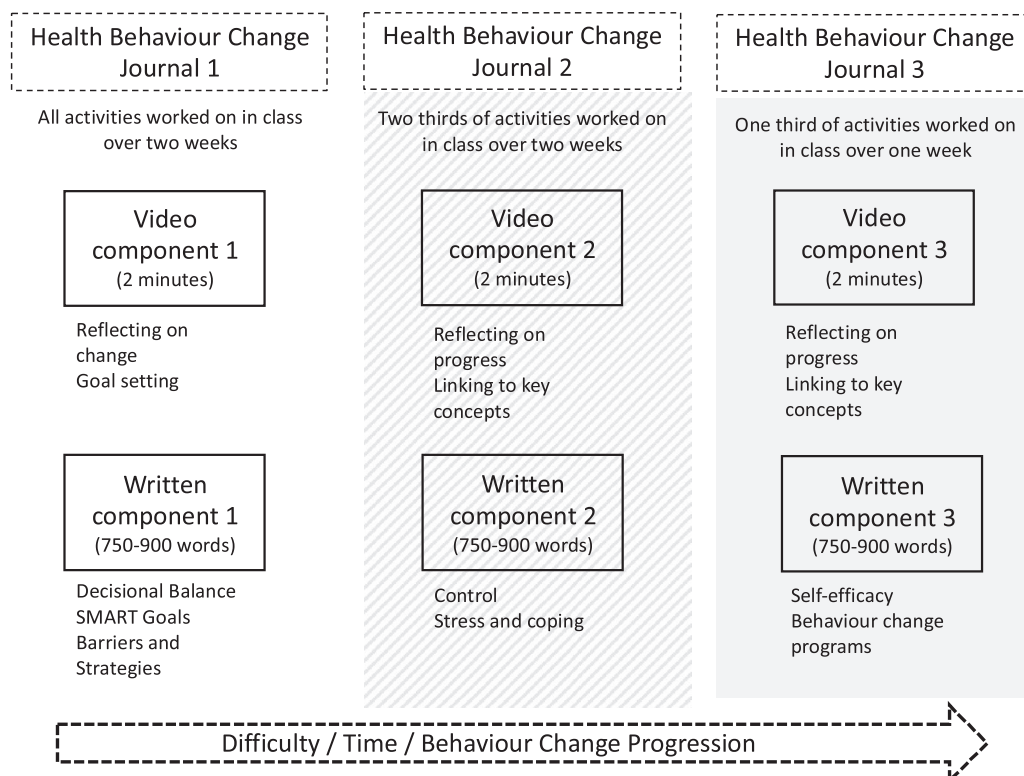 Health Behaviour Change
Journal 1
All activities worked on in class
over two weeks
Video
component 1
(2 minutes)
Reflecting on
change
Goal setting
Written
component 1
(750-900 words)
Decisional Balance
SMART Goals
Barriers and
Strategies
Health Behaviour Change
Journal 2
Two thirds of activities worked on
in class over two weeks
Video
component 2
(2 minutes)
Reflecting on
progress
Linking to key
concepts
Written
component 2
(750-900 words)
Control
Stress and coping
Health Behaviour Change
Journal 3
One third of activities worked on
in class over one week
Video
component 3
(2 minutes)
Reflecting on
progress
Linking to key
concepts
Written
component 3
(750-900 words)
Self-efficacy
Behaviour change
programs
Difficulty / Time / Behaviour Change Progression